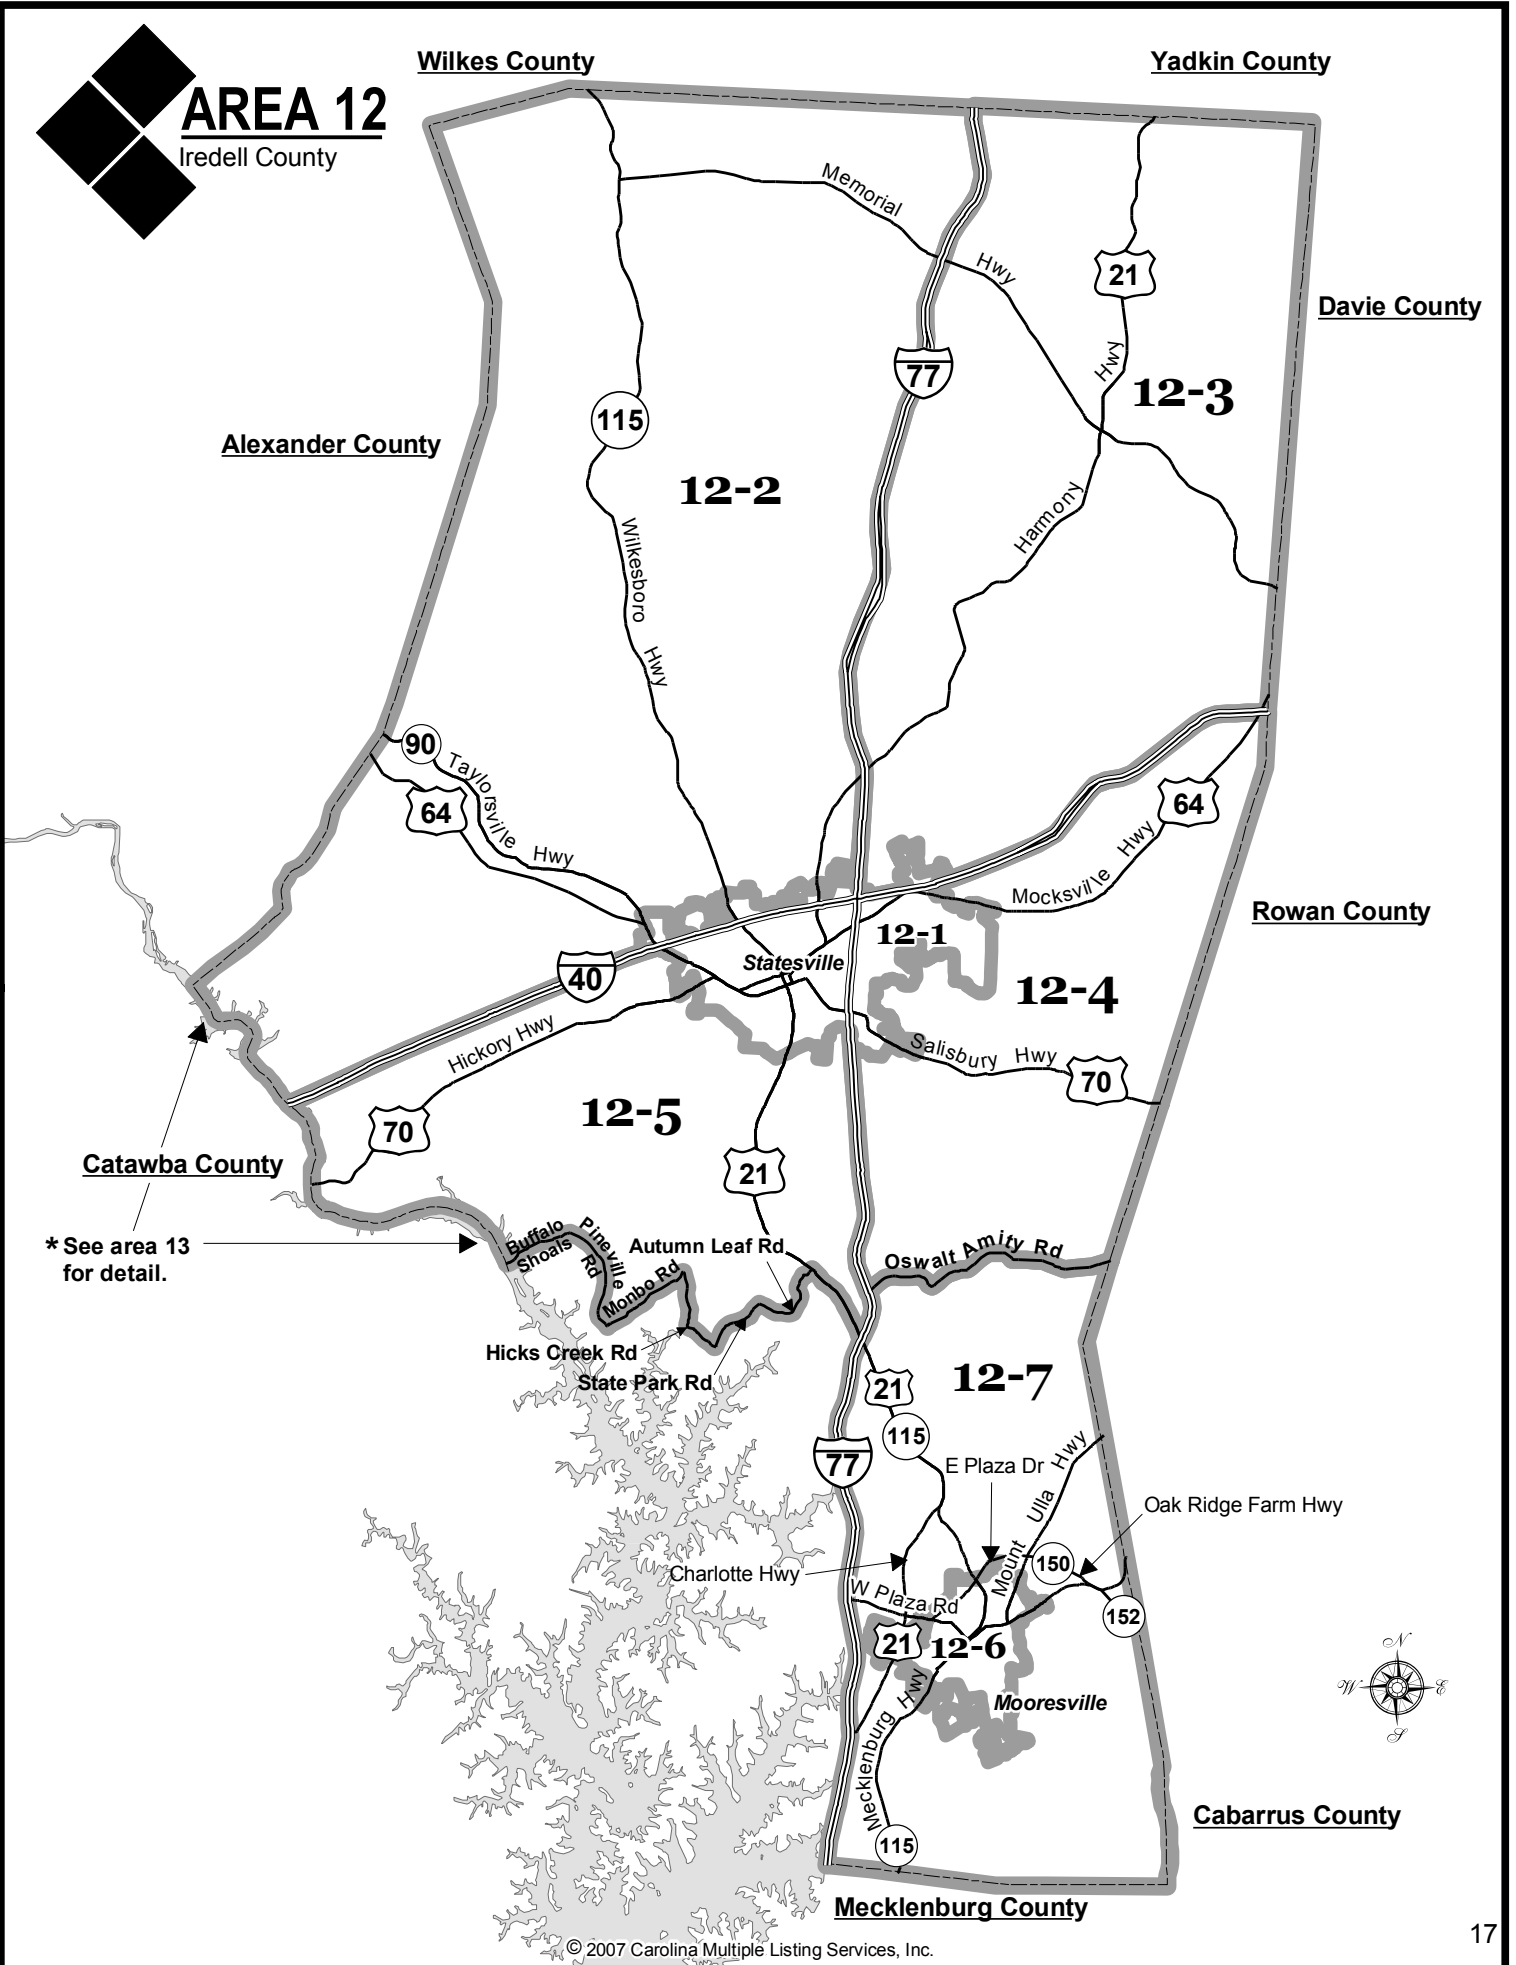 Wilkes County
Yadkin County
AREA 12
Iredell County
Memorial
Hwy
21
Davie County
77
Hwy
12-3
115
Alexander County
12-2
Harmony
Wilkesboro
Hwy
90
Taylorsville
Hwy
64
64
Mocksville Hwy
Rowan County
12-1
Statesville
40
12-4
Hickory Hwy
Salisbury Hwy
70
70
12-5
21
Catawba County
* See area 13
for detail.
Buffalo
Shoals
Rd
Pineville
Autumn Leaf Rd
Monbo Rd
Oswalt Amity Rd
Hicks Creek Rd
State Park Rd
12-7
21
115
77
E Plaza Dr
Mount Ulla Hwy
Oak Ridge Farm Hwy
150
Charlotte Hwy
W Plaza Rd
152
21
12-6
Mooresville
Mecklenburg Hwy
N
W
E
S
115
Cabarrus County
Mecklenburg County
17
© 2007 Carolina Multiple Listing Services, Inc.